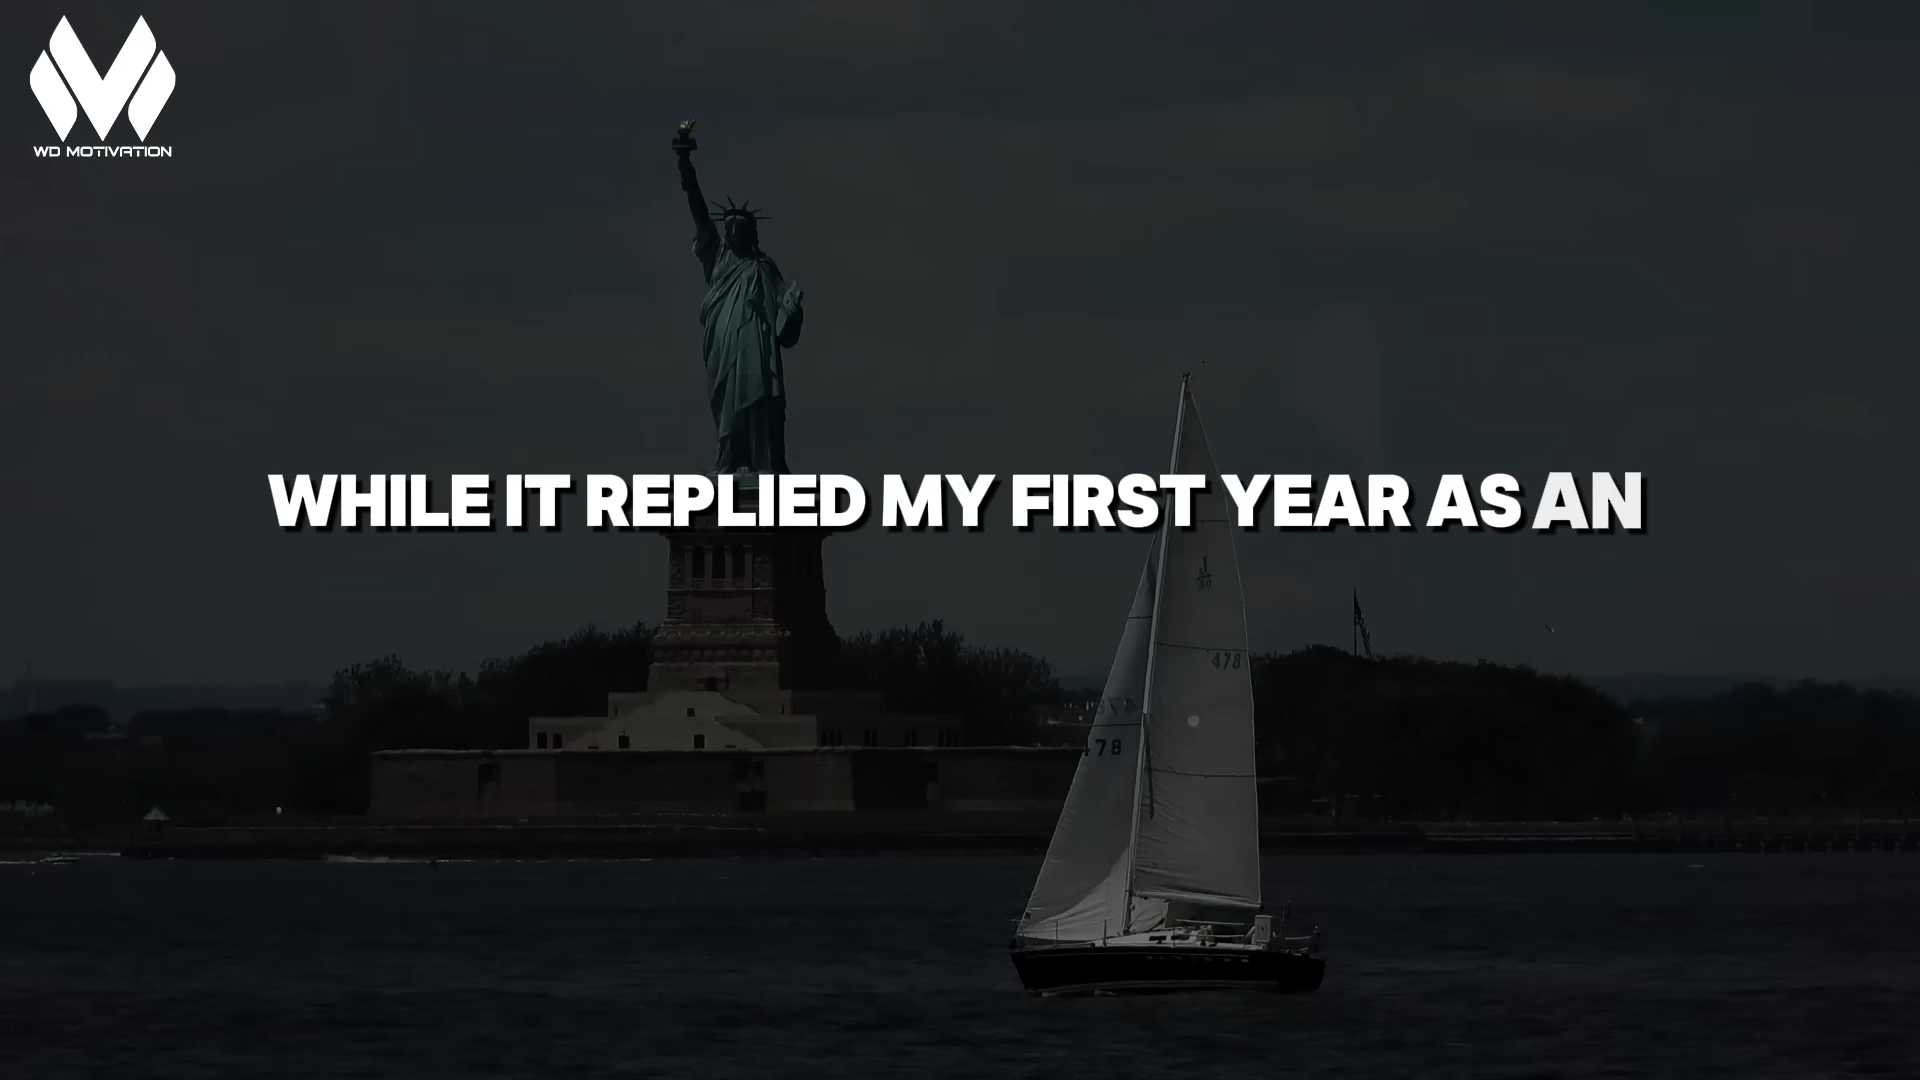 WD MOTIVATION
WHILE IT REPLIED MY FIRST YEAR AS AN
J
478
478